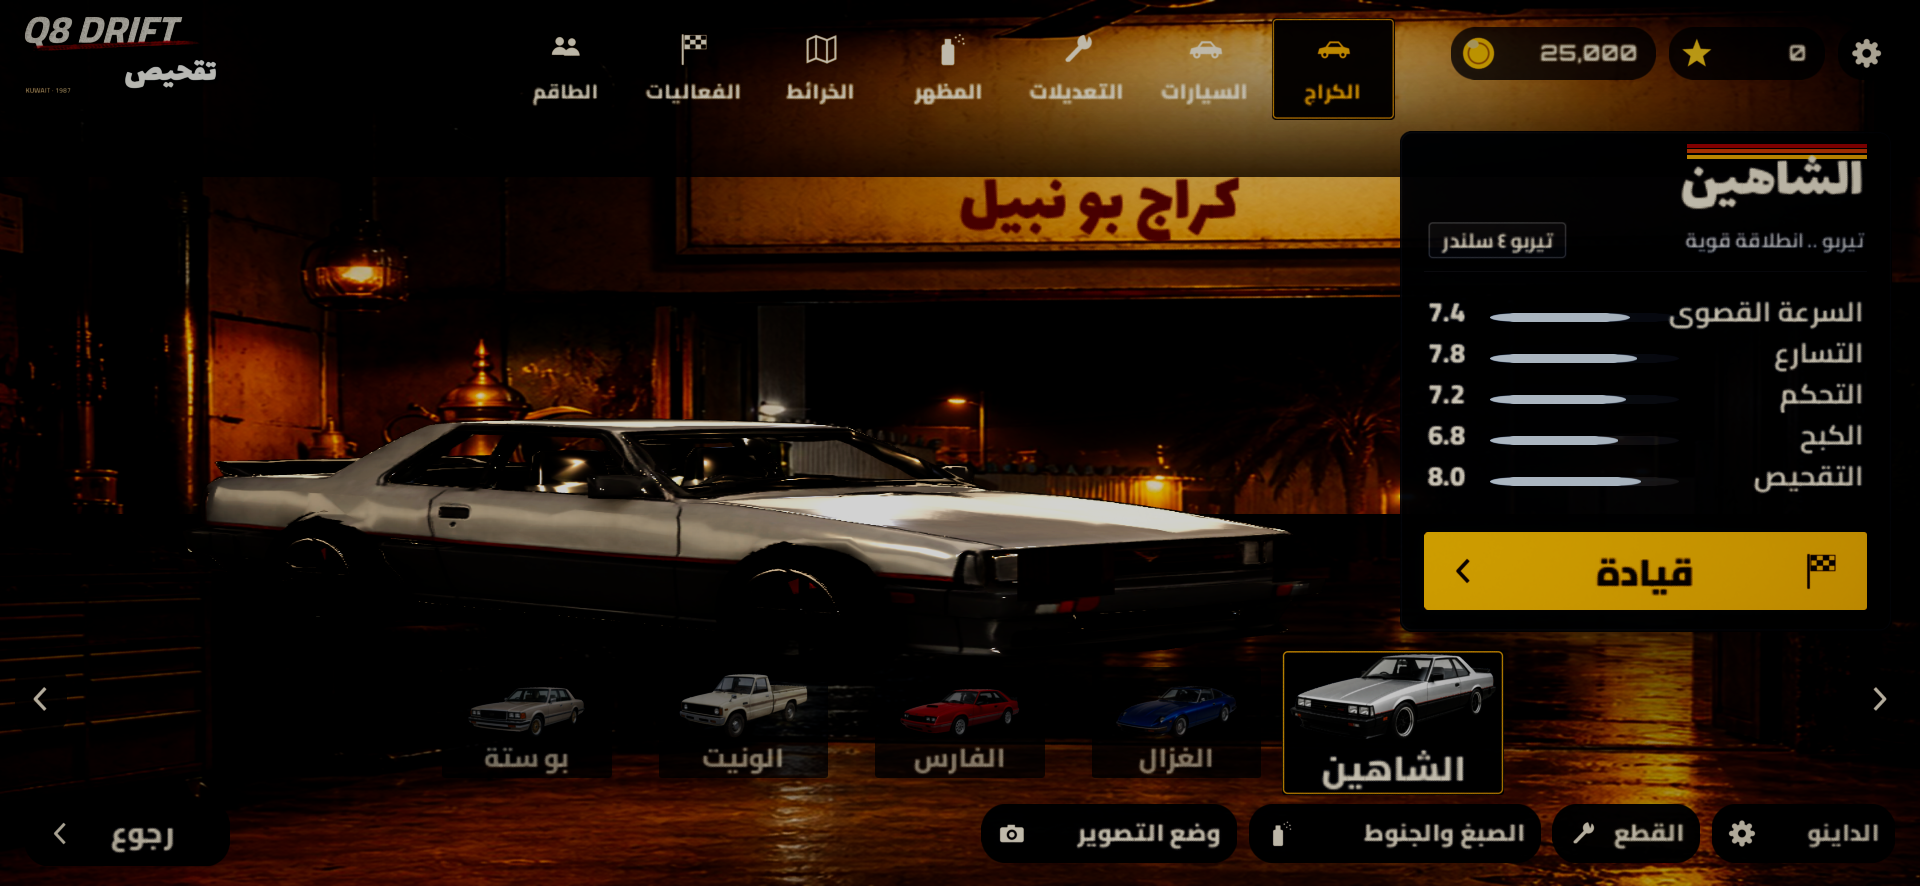 Q8 DRIFT
تقحيص
KUWAIT · 1987
الكراج
السيارات
التعديلات
المظهر
الخرائط
الفعاليات
الطاقم
25,000
0
كراج بو نبيل
الشاهين
تيربو .. انطلاقة قوية
تيربو ٤ سلندر
السرعة القصوى 7.4
التسارع 7.8
التحكم 7.2
الكبح 6.8
التقحيص 8.0
قيادة
الشاهين
الغزال
الفارس
الونيت
بو ستة
الداينو
القطع
الصبغ والجنوط
وضع التصوير
رجوع